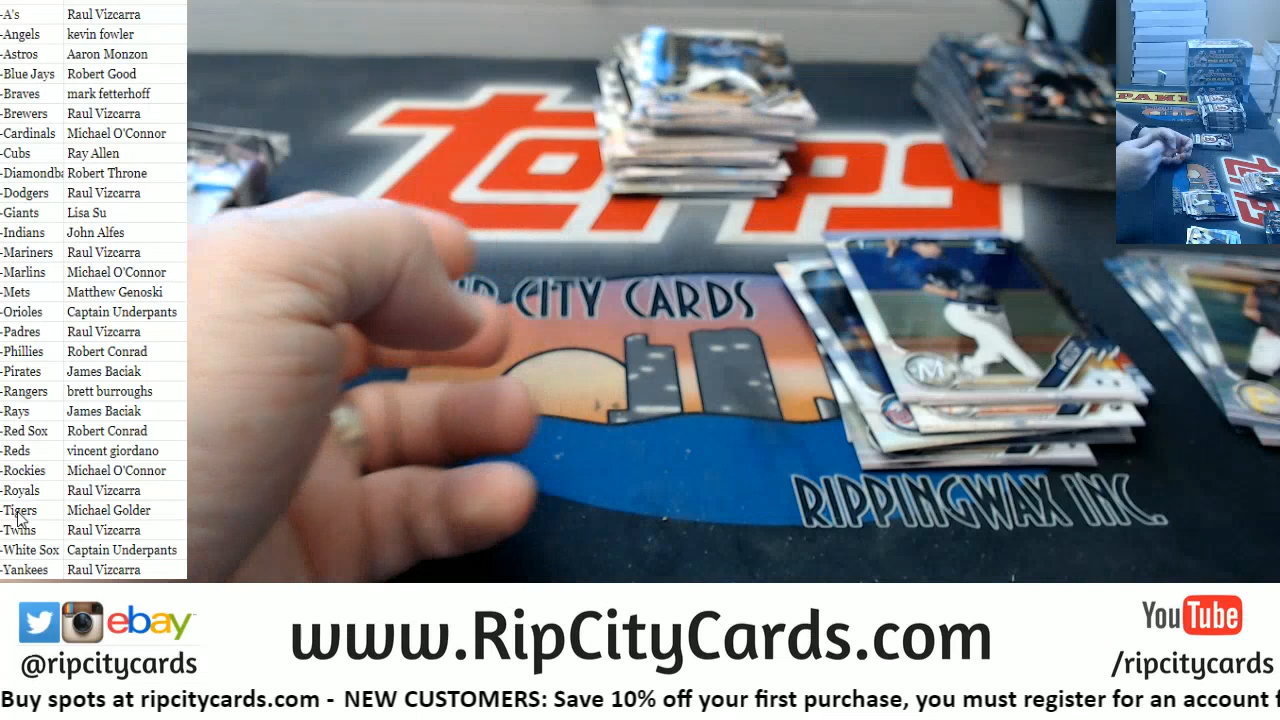 -A's Raul Vizcarra
-Angels kevin fowler
-Astros Aaron Monzon
-Blue Jays Robert Good
-Braves mark fetterhoff
-Brewers Raul Vizcarra
-Cardinals Michael O'Connor
-Cubs Ray Allen
-Diamondba Robert Throne
-Dodgers Raul Vizcarra
-Giants Lisa Su
-Indians John Alfes
-Mariners Raul Vizcarra
-Marlins Michael O'Connor
-Mets Matthew Genoski
-Orioles Captain Underpants
-Padres Raul Vizcarra
-Phillies Robert Conrad
-Pirates James Baciak
-Rangers brett burroughs
-Rays James Baciak
-Red Sox Robert Conrad
-Reds vincent giordano
-Rockies Michael O'Connor
-Royals Raul Vizcarra
-Tigers Michael Golder
-Twins Raul Vizcarra
-White Sox Captain Underpants
-Yankees Raul Vizcarra
topps
CITY CARDS
RIPPINGWAX INC.
M
PANINI
ebay
@ripcitycards
www.RipCityCards.com
YouTube
/ripcitycards
Buy spots at ripcitycards.com - NEW CUSTOMERS: Save 10% off your first purchase, you must register for an account f